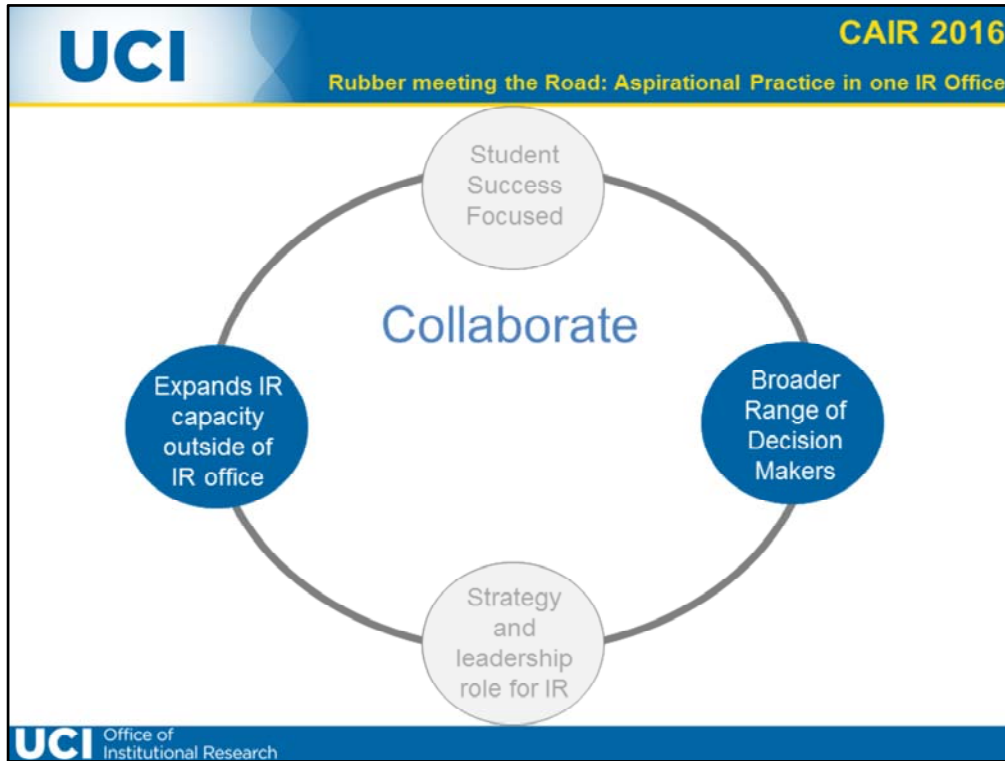 UCI
CAIR 2016
Rubber meeting the Road: Aspirational Practice in one IR Office
Student
Success
Focused
Collaborate
Expands IR
capacity
outside of
IR office
Broader
Range of
Decision
Makers
Strategy
and
leadership
role for IR
UCI
Office of
Institutional Research